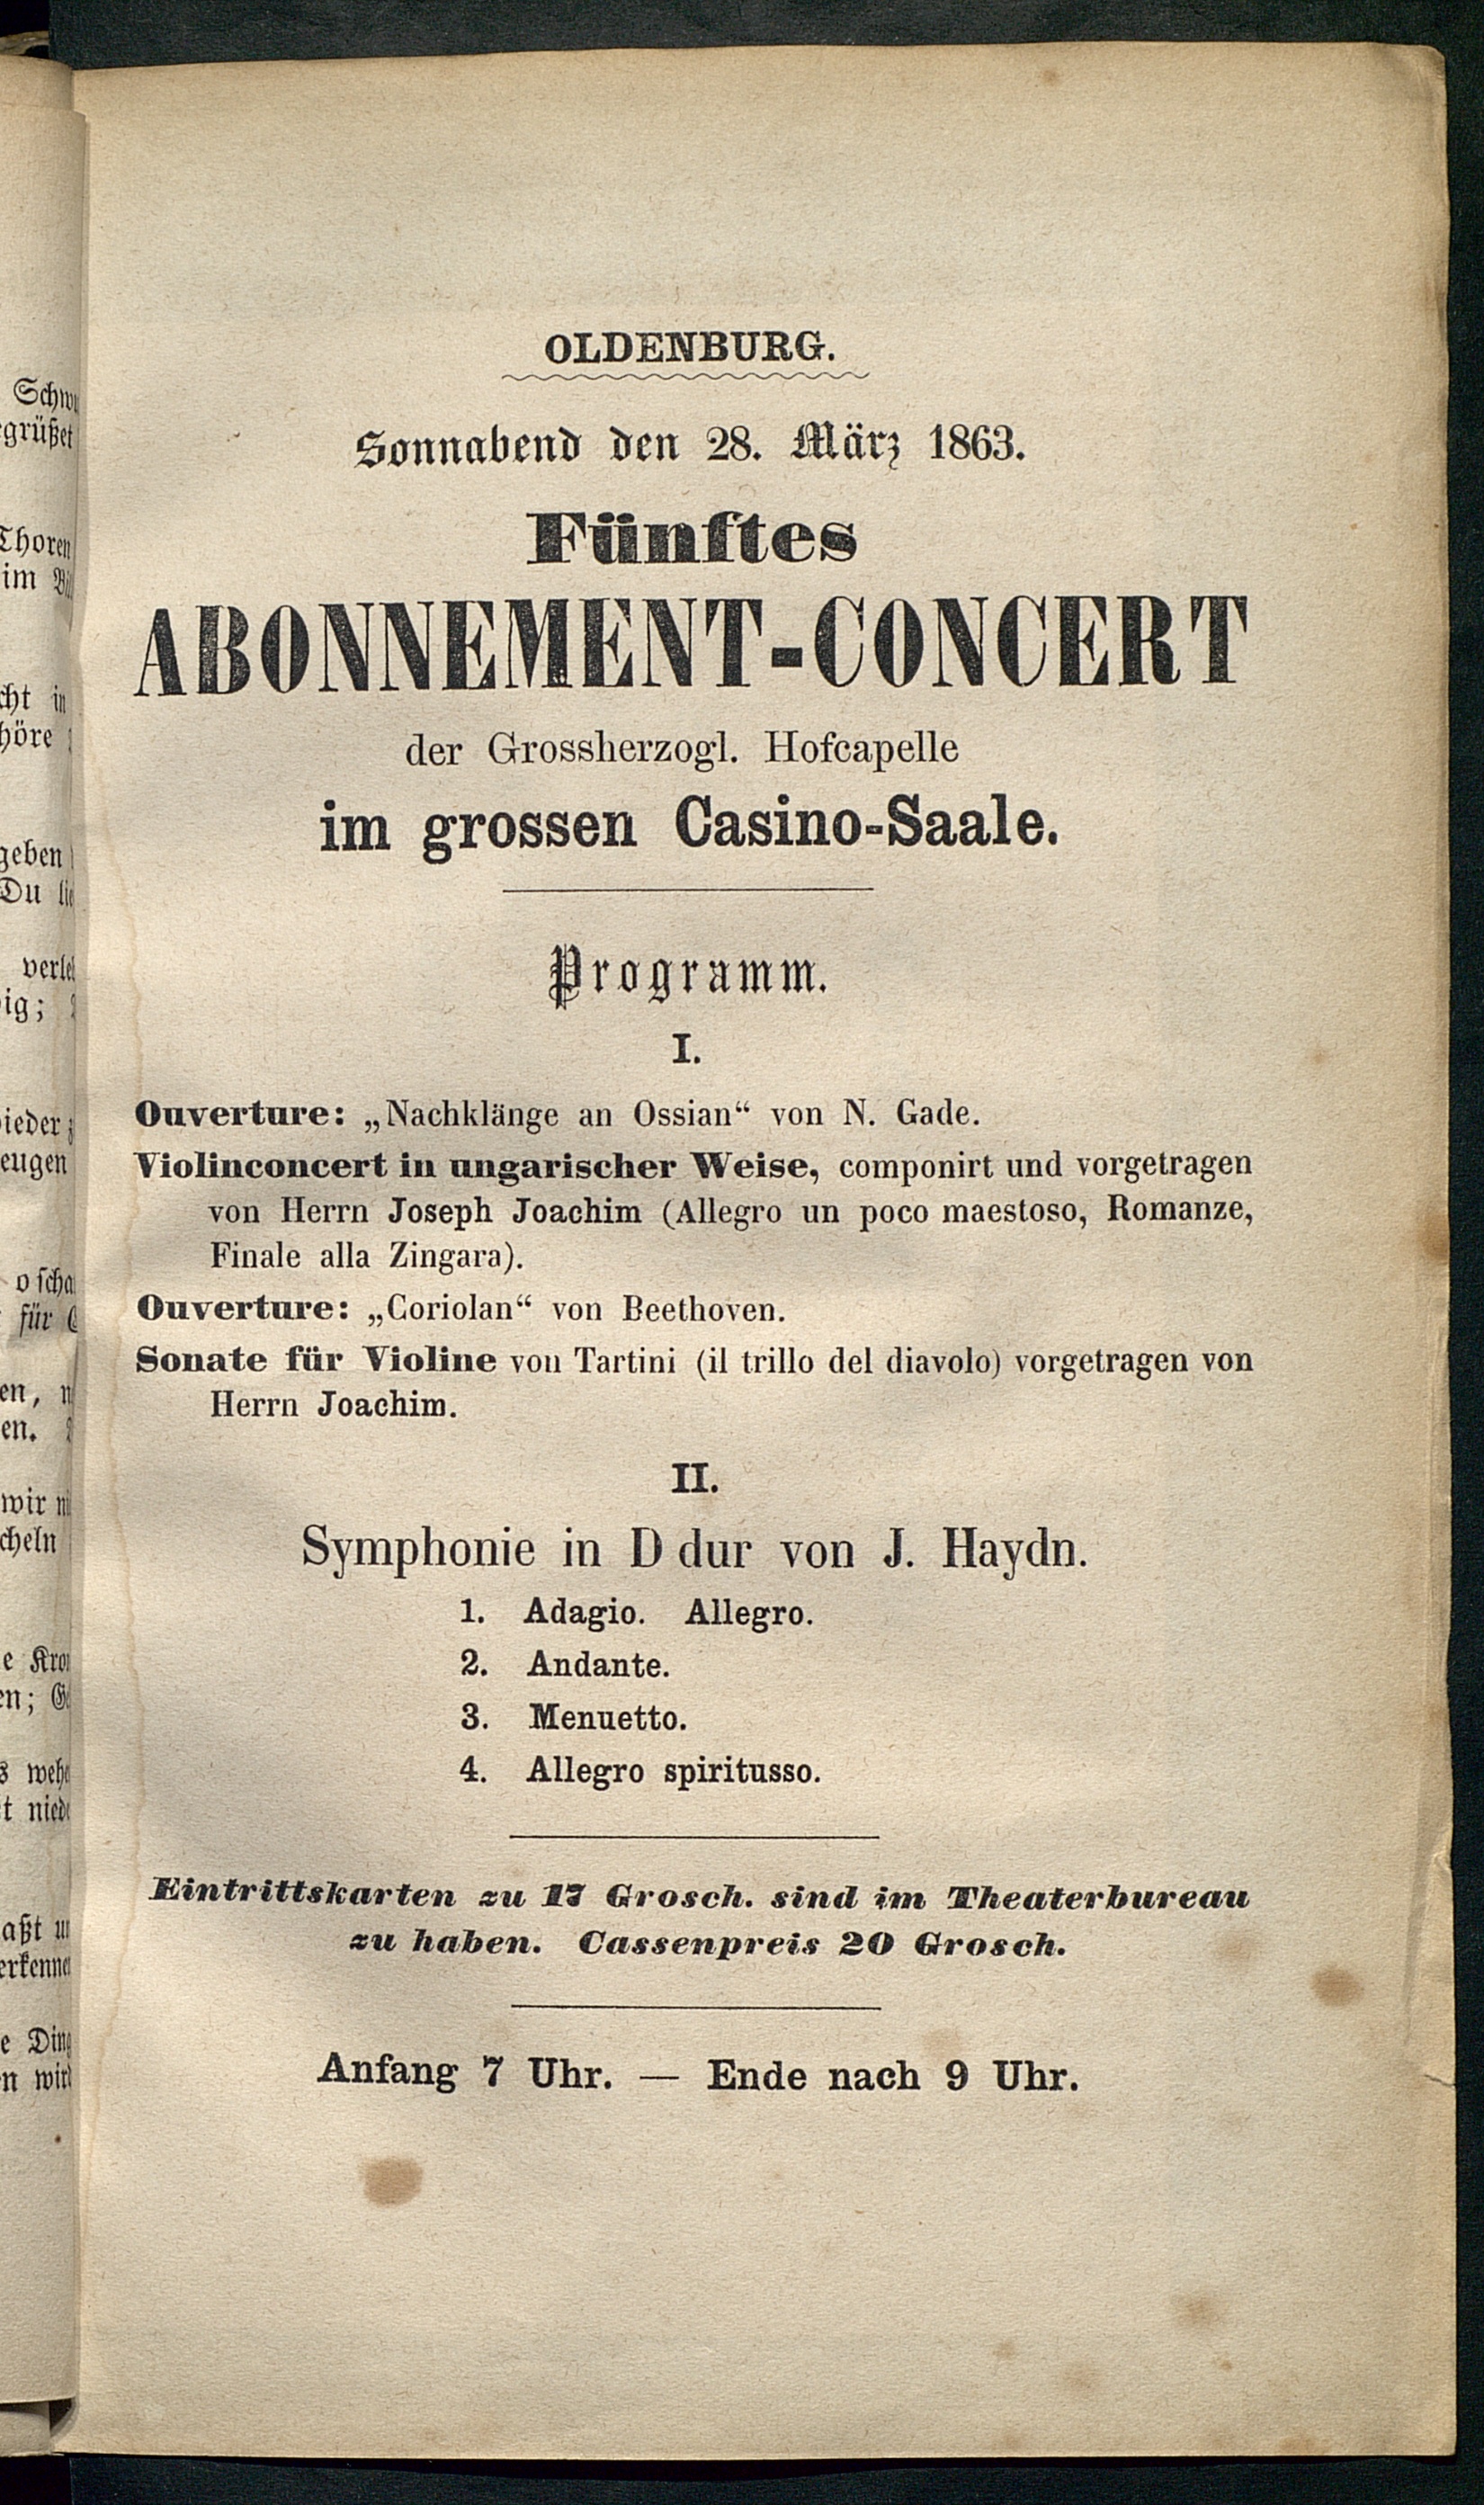 OLDENBURG.
Sonnabend den 28. März 1863.
Fünftes
ABONNEMENT-CONCERT
der Grossherzogl. Hofcapelle
im grossen Casino-Saale.
Programm.
I.
Ouverture: „Nachklänge an Ossian“ von N. Gade.
Violinconcert in ungarischer Weise, componirt und vorgetragen
von Herrn Joseph Joachim (Allegro un poco maestoso, Romanze,
Finale alla Zingara).
Ouverture: „Coriolan“ von Beethoven.
Sonate für Violine von Tartini (il trillo del diavolo) vorgetragen von
Herrn Joachim.
II.
Symphonie in D dur von J. Haydn.
1. Adagio. Allegro.
2. Andante.
3. Menuetto.
4. Allegro spiritusso.
Eintrittskarten zu 17 Grosch. sind im Theaterbureau
zu haben. Cassenpreis 20 Grosch.
Anfang 7 Uhr. — Ende nach 9 Uhr.